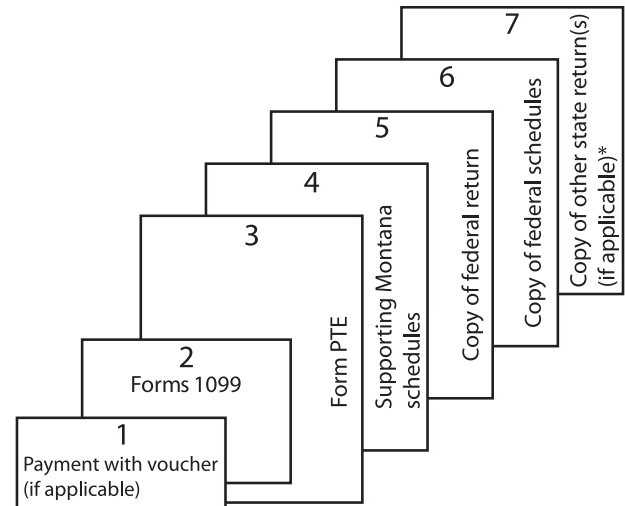 1
Payment with voucher
(if applicable)
2
Forms 1099
3
Form PTE
4
Supporting Montana
schedules
5
Copy of federal return
6
Copy of federal schedules
7
Copy of other state return(s)
(if applicable)*